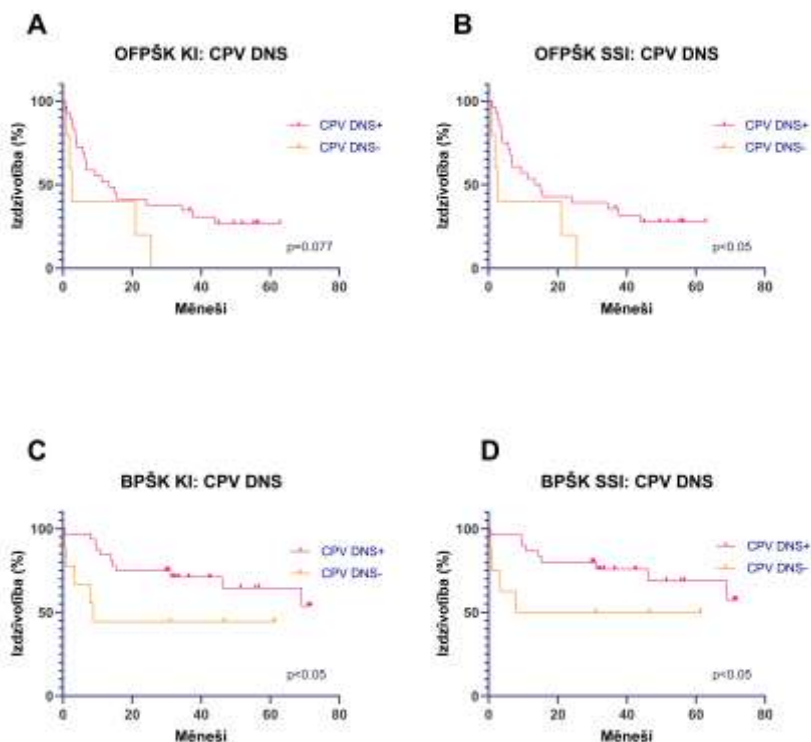 A
OFPŠK KI: CPV DNS
Izdzīvotība (%)
100
50
0
0 20 40 60 80
Mēneši
CPV DNS+
CPV DNS-
p=0.077
B
OFPŠK SSI: CPV DNS
Izdzīvotība (%)
100
50
0
0 20 40 60 80
Mēneši
CPV DNS+
CPV DNS-
p<0.05
C
BPŠK KI: CPV DNS
Izdzīvotība (%)
100
50
0
0 20 40 60 80
Mēneši
CPV DNS+
CPV DNS-
p<0.05
D
BPŠK SSI: CPV DNS
Izdzīvotība (%)
100
50
0
0 20 40 60 80
Mēneši
CPV DNS+
CPV DNS-
p<0.05